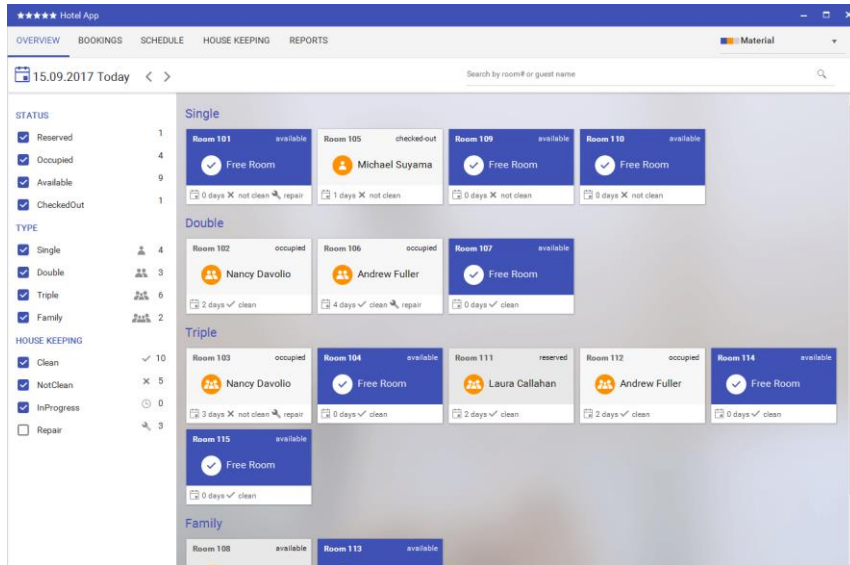 ★★★★★ Hotel App
OVERVIEW BOOKINGS SCHEDULE HOUSE KEEPING REPORTS Material
15.09.2017 Today Search by room# or guest name
STATUS
Reserved 1
Occupied 4
Available 9
CheckedOut 1
TYPE
Single 4
Double 3
Triple 6
Family 2
HOUSE KEEPING
Clean 10
NotClean 5
InProgress 0
Repair 3
Single
Room 101 available
Free Room
0 days not clean repair
Room 105 checked-out
Michael Suyama
1 days not clean
Room 109 available
Free Room
0 days not clean
Room 110 available
Free Room
0 days not clean
Double
Room 102 occupied
Nancy Davolio
2 days clean
Room 106 occupied
Andrew Fuller
4 days clean repair
Room 107 available
Free Room
0 days clean
Triple
Room 103 occupied
Nancy Davolio
3 days not clean repair
Room 104 available
Free Room
0 days clean
Room 111 reserved
Laura Callahan
2 days clean
Room 112 occupied
Andrew Fuller
2 days clean
Room 114 available
Free Room
0 days clean
Room 115 available
Free Room
0 days clean
Family
Room 108 available
Room 113 available